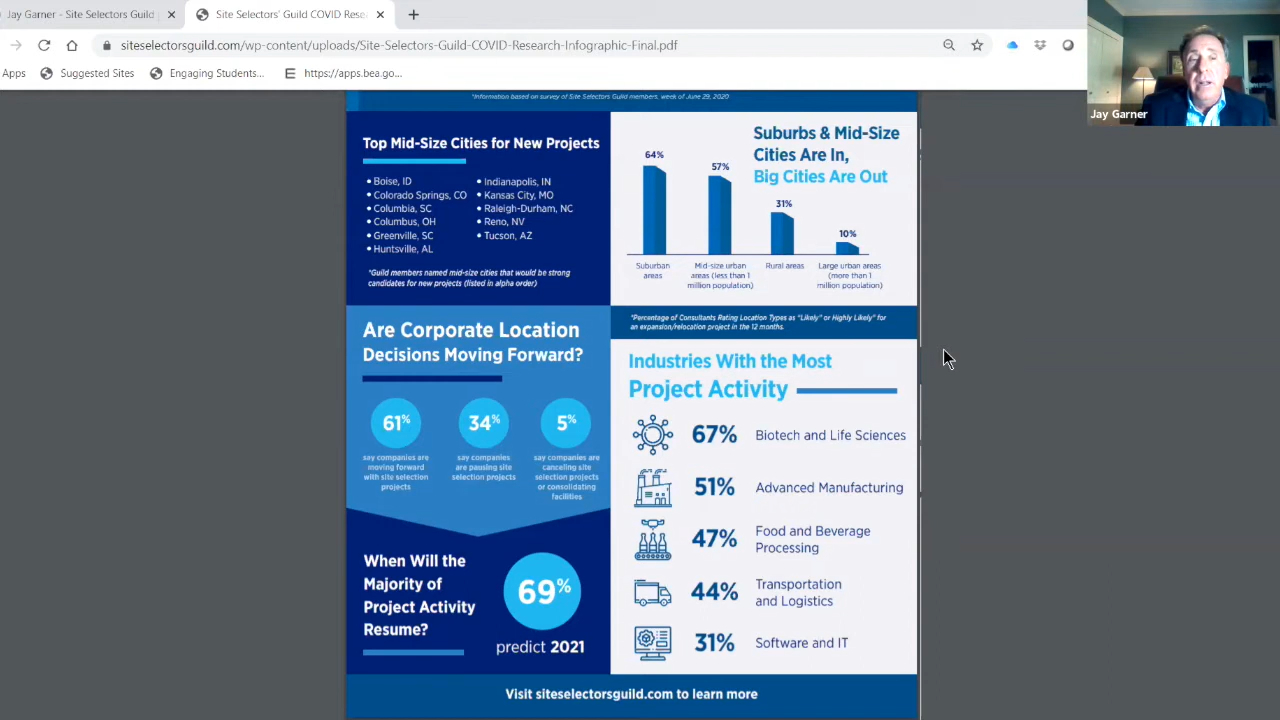 Jay Garner - Site Selectors Guild
Site Selectors' Guild COVID Rese
siteselectorsguild.com/wp-content/uploads/Site-Selectors-Guild-COVID-Research-Infographic-Final.pdf
Apps
Suggested Sites
Engaging Students...
https://apps.bea.go...
Jay Garner
*Information based on survey of Site Selectors Guild members, week of June 29, 2020
Top Mid-Size Cities for New Projects
• Boise, ID
• Colorado Springs, CO
• Columbia, SC
• Columbus, OH
• Greenville, SC
• Huntsville, AL
• Indianapolis, IN
• Kansas City, MO
• Raleigh-Durham, NC
• Reno, NV
• Tucson, AZ
*Guild members named mid-size cities that would be strong
candidates for new projects (listed in alpha order)
Suburbs & Mid-Size
Cities Are In,
Big Cities Are Out
64%
57%
31%
10%
Suburban
areas
Mid-size urban
areas (less than 1
million population)
Rural areas
Large urban areas
(more than 1
million population)
*Percentage of Consultants Rating Location Types as "Likely" or Highly Likely" for
an expansion/relocation project in the 12 months.
Are Corporate Location
Decisions Moving Forward?
61%
say companies are
moving forward
with site selection
projects
34%
say companies
are pausing site
selection projects
5%
say companies are
canceling site
selection projects
or consolidating
facilities
When Will the
Majority of
Project Activity
Resume?
69%
predict 2021
Industries With the Most
Project Activity
67% Biotech and Life Sciences
51% Advanced Manufacturing
47% Food and Beverage
Processing
44% Transportation
and Logistics
31% Software and IT
Visit siteselectorsguild.com to learn more